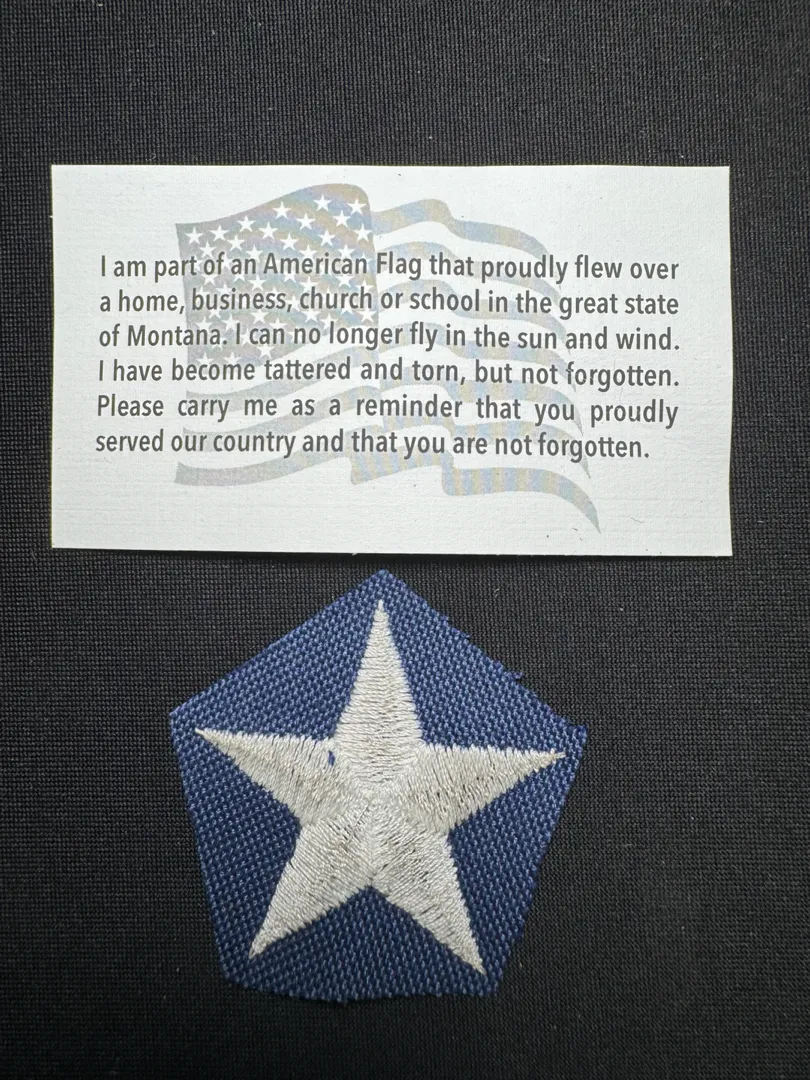 I am part of an American Flag that proudly flew over
a home, business, church or school in the great state
of Montana. I can no longer fly in the sun and wind.
I have become tattered and torn, but not forgotten.
Please carry me as a reminder that you proudly
served our country and that you are not forgotten.